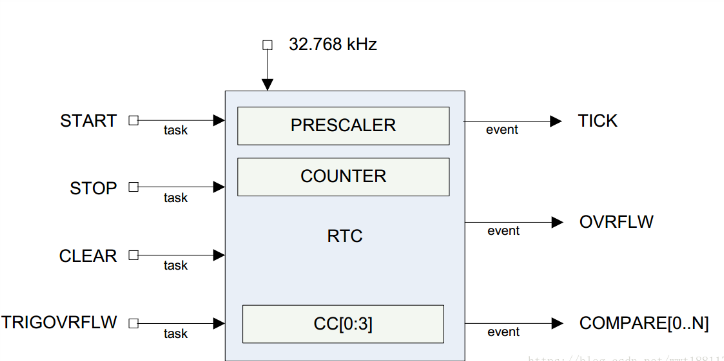 32.768 kHz
START task PRESCALER event TICK
STOP task COUNTER
RTC event OVRFLW
CLEAR task
TRIGOVRFLW task CC[0:3] event COMPARE[0..N]